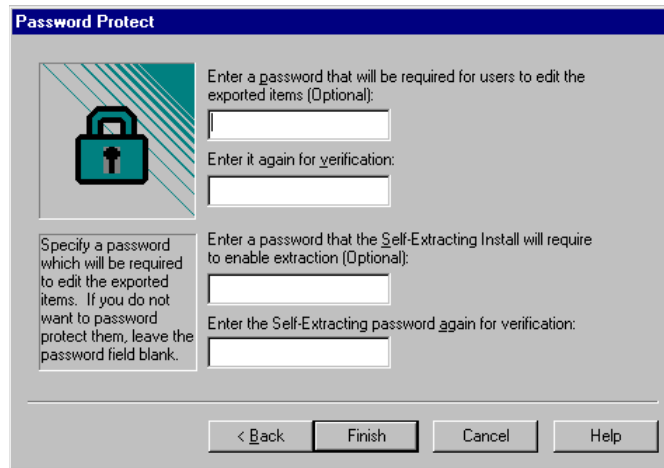 Password Protect
Enter a password that will be required for users to edit the
exported items (Optional):
Enter it again for verification:
Specify a password
which will be required
to edit the exported
items. If you do not
want to password
protect them, leave the
password field blank.
Enter a password that the Self-Extracting Install will require
to enable extraction (Optional):
Enter the Self-Extracting password again for verification:
< Back
Finish
Cancel
Help